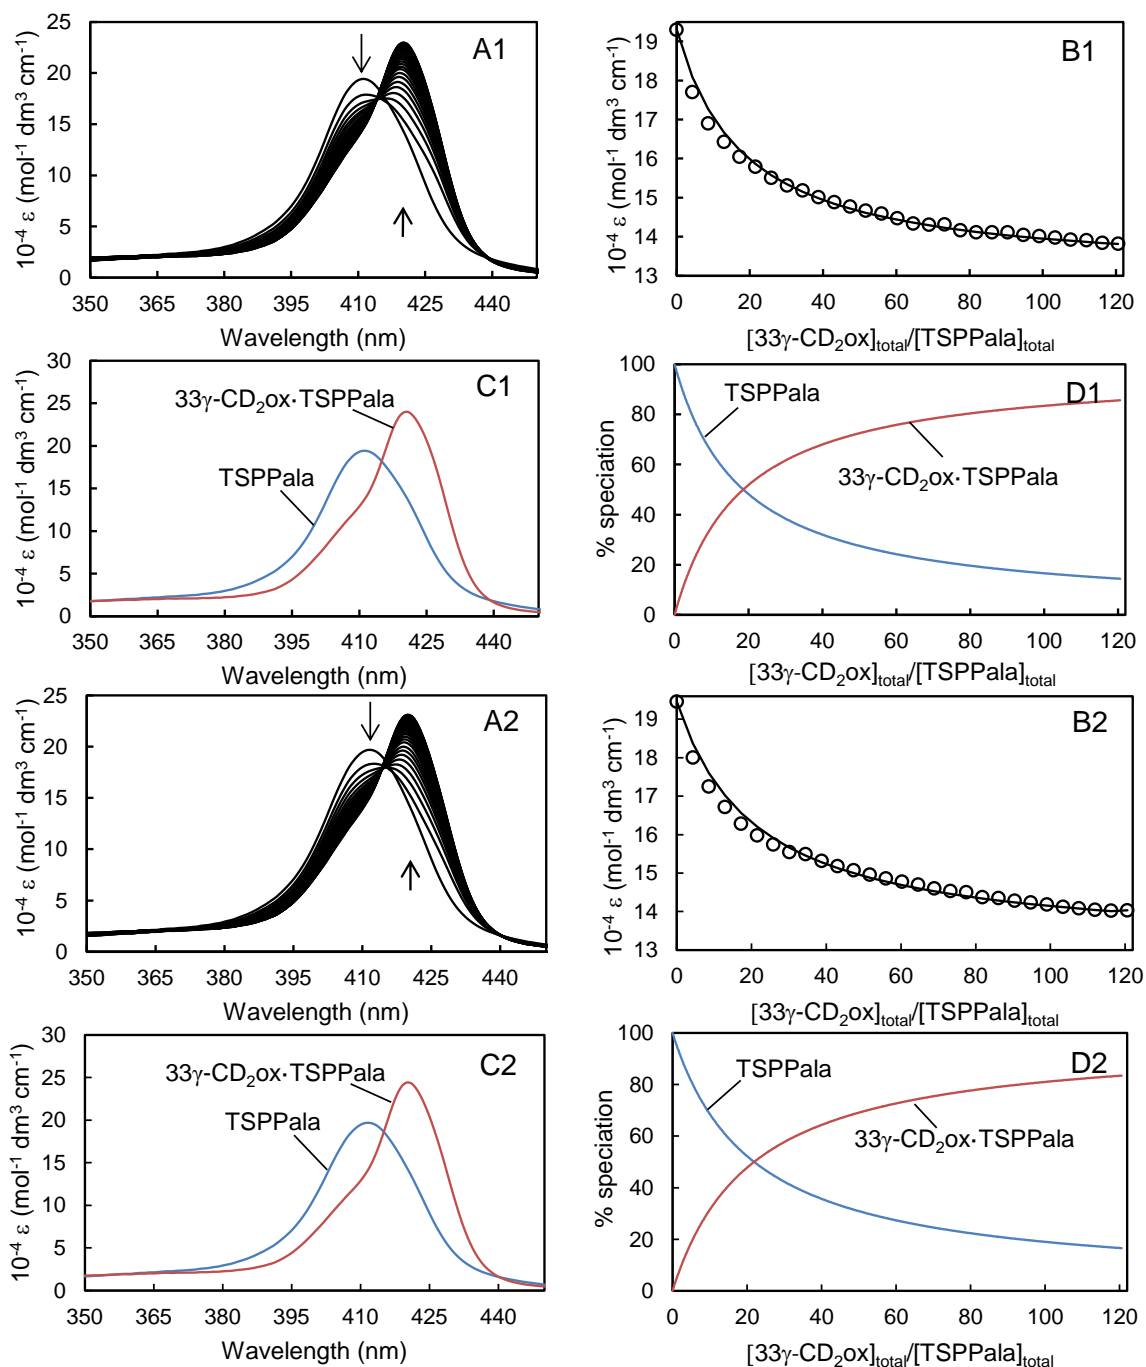 A1
10⁻⁴ ε (mol⁻¹ dm³ cm⁻¹)
25
20
15
10
5
0
350 365 380 395 410 425 440
Wavelength (nm)
B1
10⁻⁴ ε (mol⁻¹ dm³ cm⁻¹)
19
18
17
16
15
14
13
0 20 40 60 80 100 120
[33γ-CD₂ox]total/[TSPPala]total
C1
10⁻⁴ ε (mol⁻¹ dm³ cm⁻¹)
30
25
20
15
10
5
0
33γ-CD₂ox·TSPPala
TSPPala
350 365 380 395 410 425 440
Wavelength (nm)
D1
% speciation
100
80
60
40
20
0
TSPPala
33γ-CD₂ox·TSPPala
0 20 40 60 80 100 120
[33γ-CD₂ox]total/[TSPPala]total
A2
10⁻⁴ ε (mol⁻¹ dm³ cm⁻¹)
25
20
15
10
5
0
350 365 380 395 410 425 440
Wavelength (nm)
B2
10⁻⁴ ε (mol⁻¹ dm³ cm⁻¹)
19
18
17
16
15
14
13
0 20 40 60 80 100 120
[33γ-CD₂ox]total/[TSPPala]total
C2
10⁻⁴ ε (mol⁻¹ dm³ cm⁻¹)
30
25
20
15
10
5
0
33γ-CD₂ox·TSPPala
TSPPala
350 365 380 395 410 425 440
Wavelength (nm)
D2
% speciation
100
80
60
40
20
0
TSPPala
33γ-CD₂ox·TSPPala
0 20 40 60 80 100 120
[33γ-CD₂ox]total/[TSPPala]total